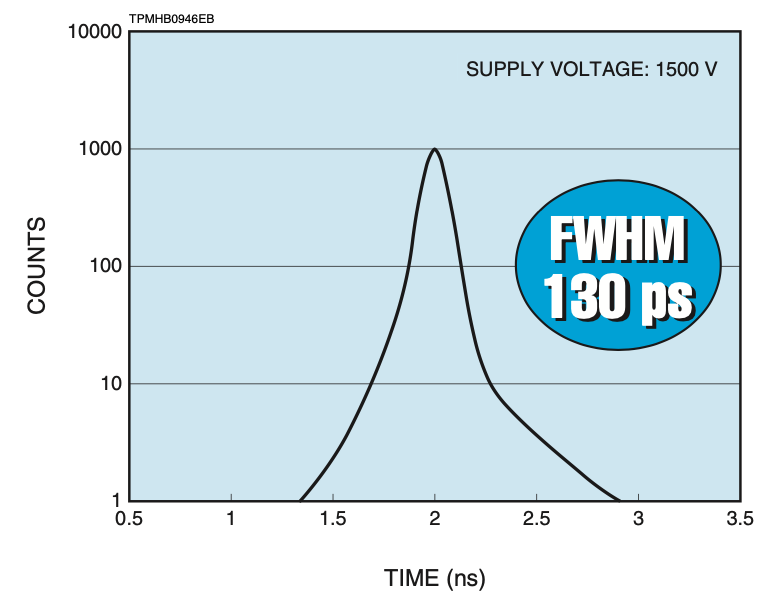 TPMHB0946EB
10000
SUPPLY VOLTAGE: 1500 V
1000
FWHM
130 ps
100
COUNTS
10
1
0.5 1 1.5 2 2.5 3 3.5
TIME (ns)